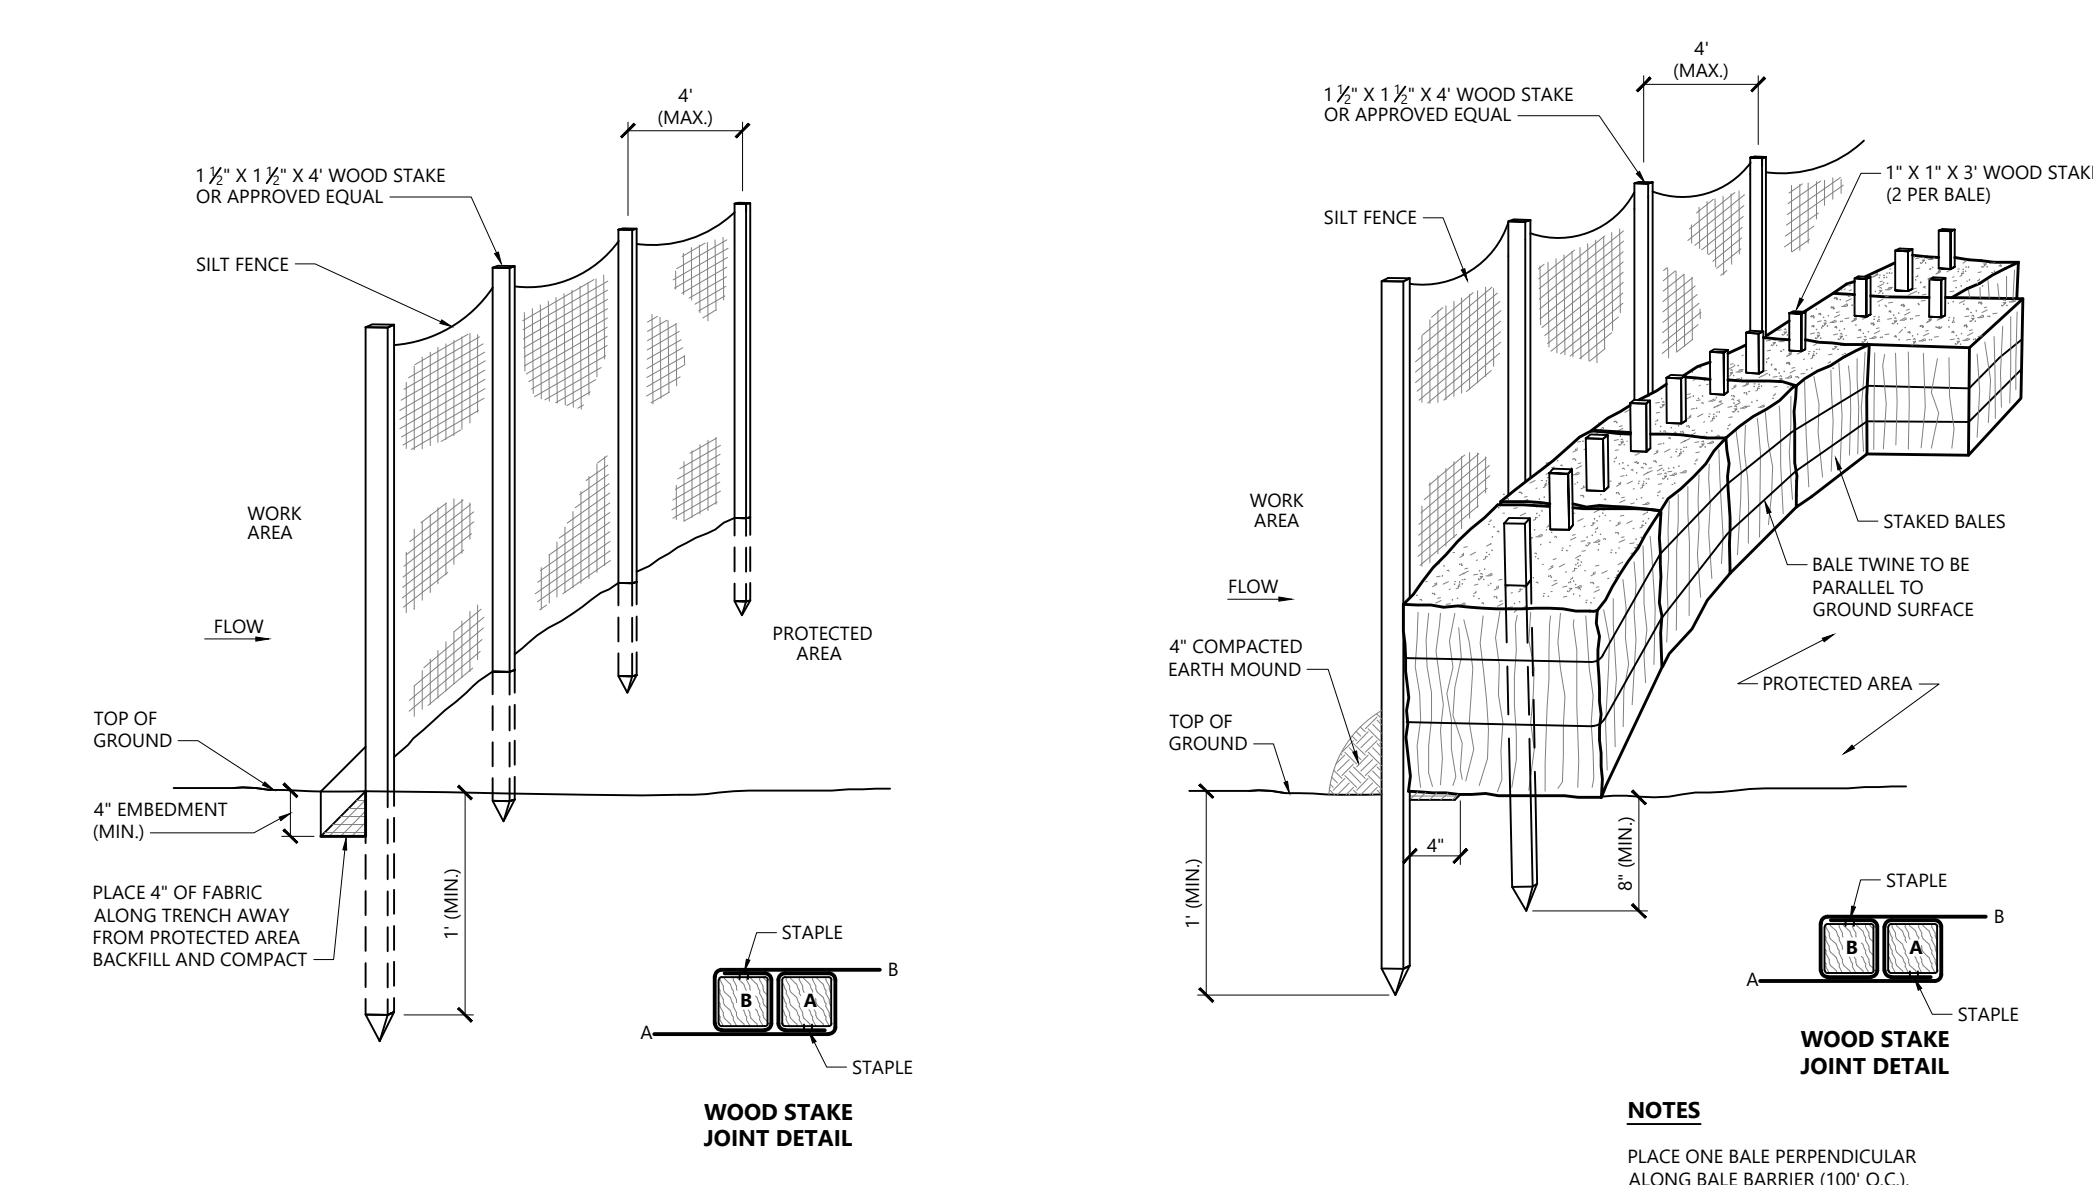 4'
(MAX.)
1 1/2" X 1 1/2" X 4' WOOD STAKE
OR APPROVED EQUAL
SILT FENCE
WORK
AREA
FLOW
PROTECTED
AREA
TOP OF
GROUND
4" EMBEDMENT
(MIN.)
PLACE 4" OF FABRIC
ALONG TRENCH AWAY
FROM PROTECTED AREA
BACKFILL AND COMPACT
1' (MIN.)
STAPLE
B
B
A
A
STAPLE
WOOD STAKE
JOINT DETAIL
4'
(MAX.)
1 1/2" X 1 1/2" X 4' WOOD STAKE
OR APPROVED EQUAL
1" X 1" X 3' WOOD STAK
(2 PER BALE)
SILT FENCE
WORK
AREA
FLOW
STAKED BALES
BALE TWINE TO BE
PARALLEL TO
GROUND SURFACE
4" COMPACTED
EARTH MOUND
PROTECTED AREA
TOP OF
GROUND
4"
8" (MIN.)
1' (MIN.)
STAPLE
B
B
A
A
STAPLE
WOOD STAKE
JOINT DETAIL
NOTES
PLACE ONE BALE PERPENDICULAR
ALONG BALE BARRIER (100' O.C.).